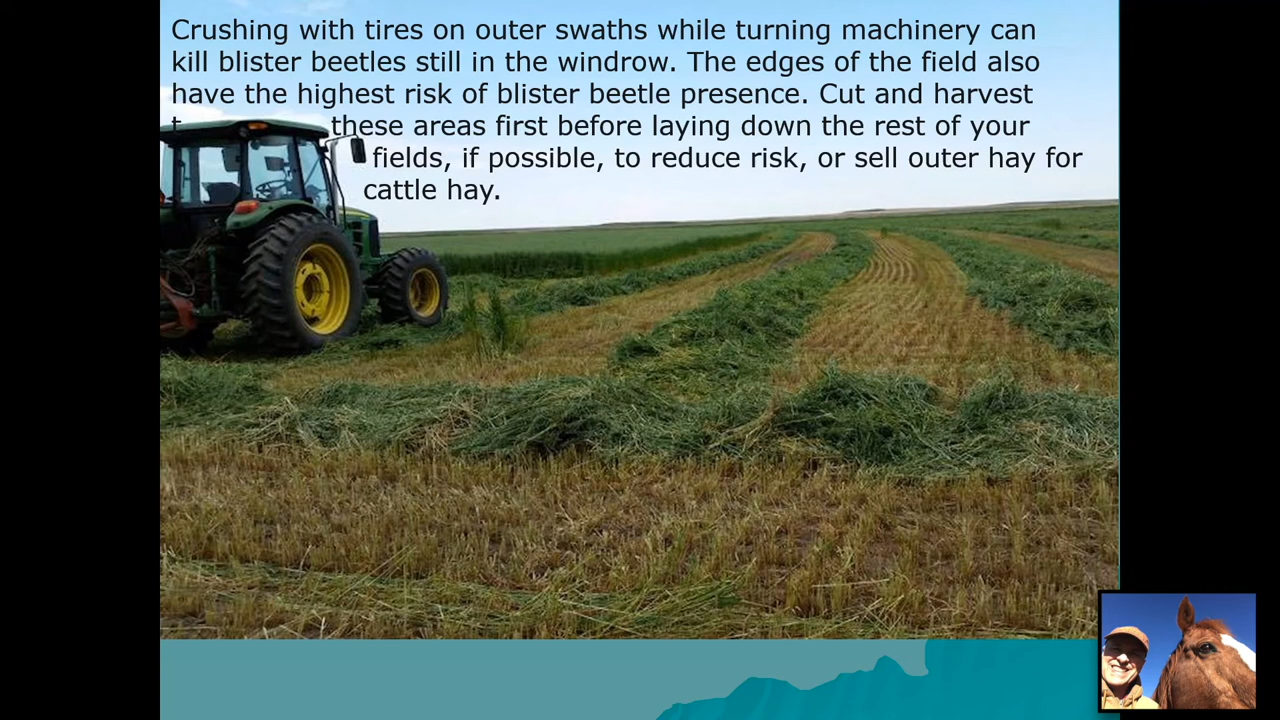 Crushing with tires on outer swaths while turning machinery can
kill blister beetles still in the windrow. The edges of the field also
have the highest risk of blister beetle presence. Cut and harvest
t these areas first before laying down the rest of your
fields, if possible, to reduce risk, or sell outer hay for
cattle hay.